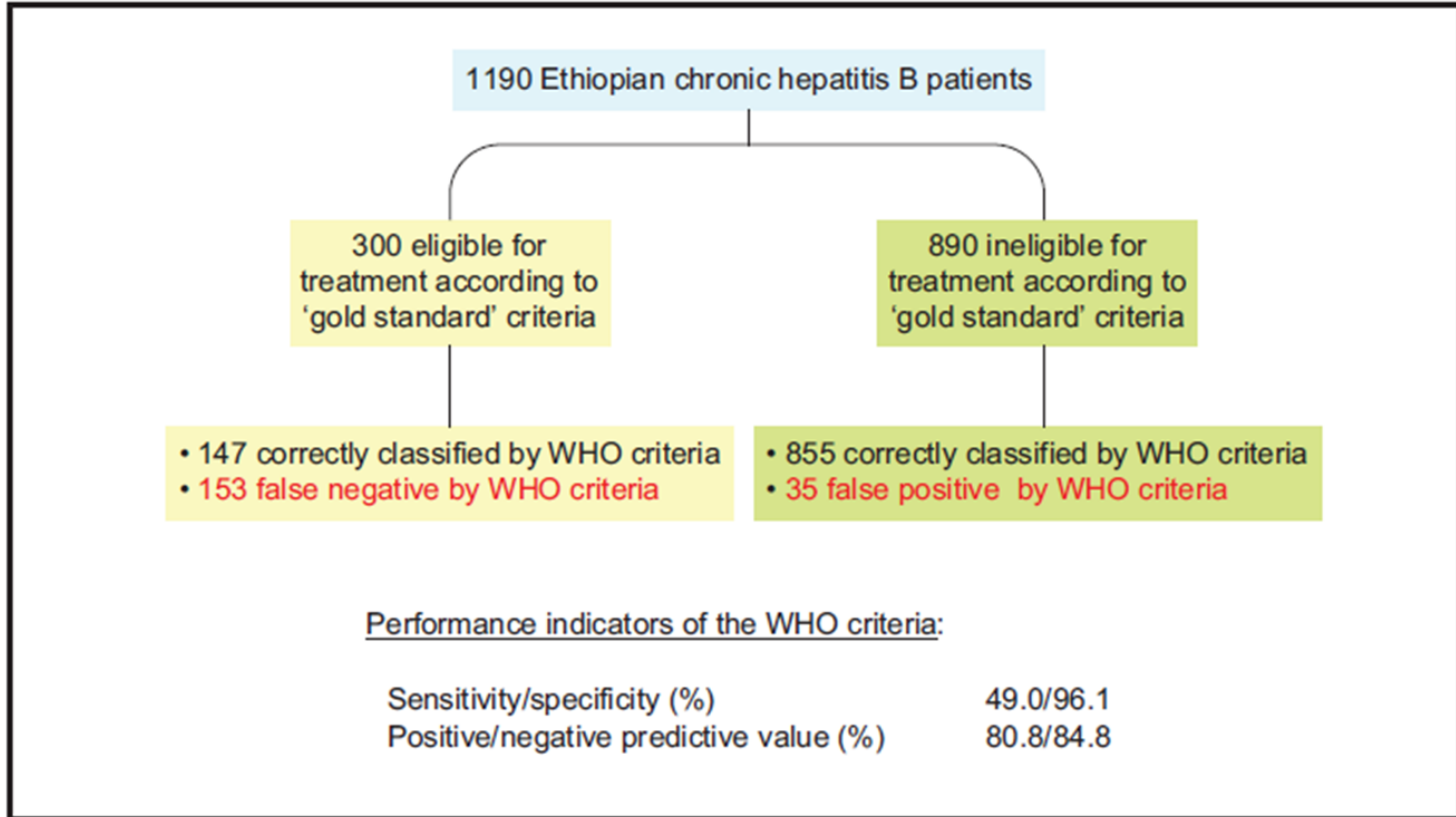 1190 Ethiopian chronic hepatitis B patients
300 eligible for
treatment according to
‘gold standard’ criteria
890 ineligible for
treatment according to
‘gold standard’ criteria
• 147 correctly classified by WHO criteria
• 153 false negative by WHO criteria
• 855 correctly classified by WHO criteria
• 35 false positive by WHO criteria
Performance indicators of the WHO criteria:
Sensitivity/specificity (%) 49.0/96.1
Positive/negative predictive value (%) 80.8/84.8